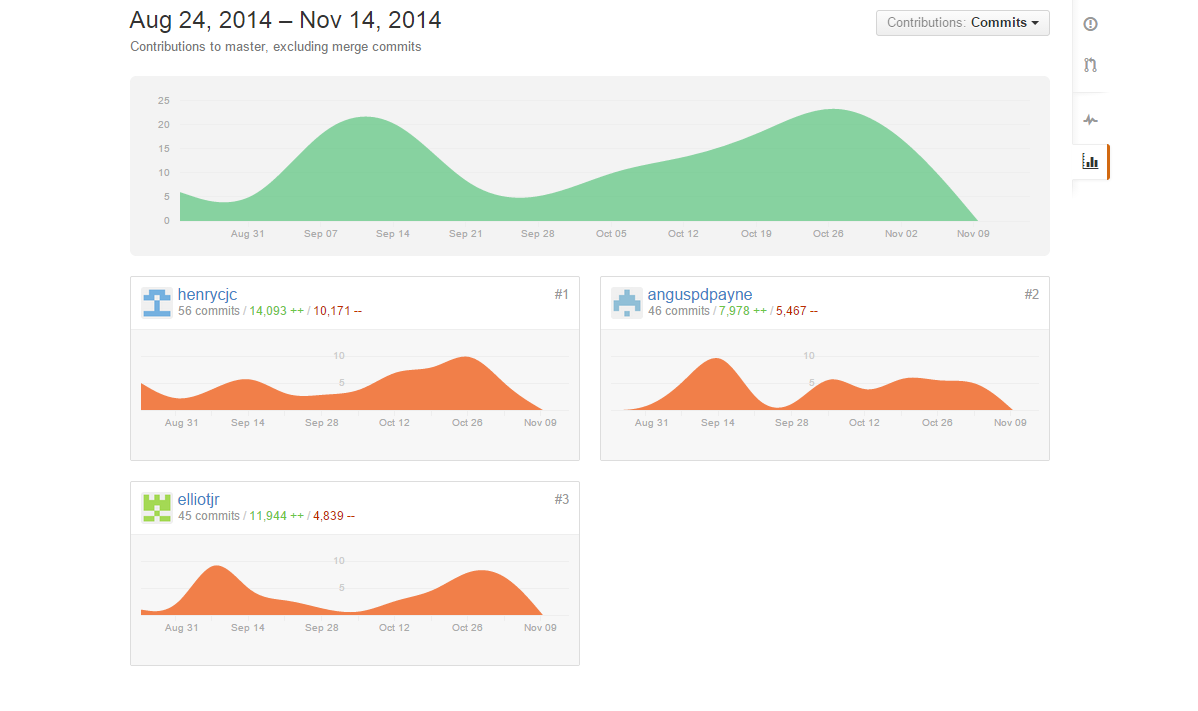 Aug 24, 2014 – Nov 14, 2014
Contributions: Commits
Contributions to master, excluding merge commits
25
20
15
10
5
0
Aug 31 Sep 07 Sep 14 Sep 21 Sep 28 Oct 05 Oct 12 Oct 19 Oct 26 Nov 02 Nov 09
henrycjc #1
56 commits / 14,093 ++ / 10,171 --
10
5
Aug 31 Sep 14 Sep 28 Oct 12 Oct 26 Nov 09
anguspdpayne #2
46 commits / 7,978 ++ / 5,467 --
10
5
Aug 31 Sep 14 Sep 28 Oct 12 Oct 26 Nov 09
elliotjr #3
45 commits / 11,944 ++ / 4,839 --
10
5
Aug 31 Sep 14 Sep 28 Oct 12 Oct 26 Nov 09